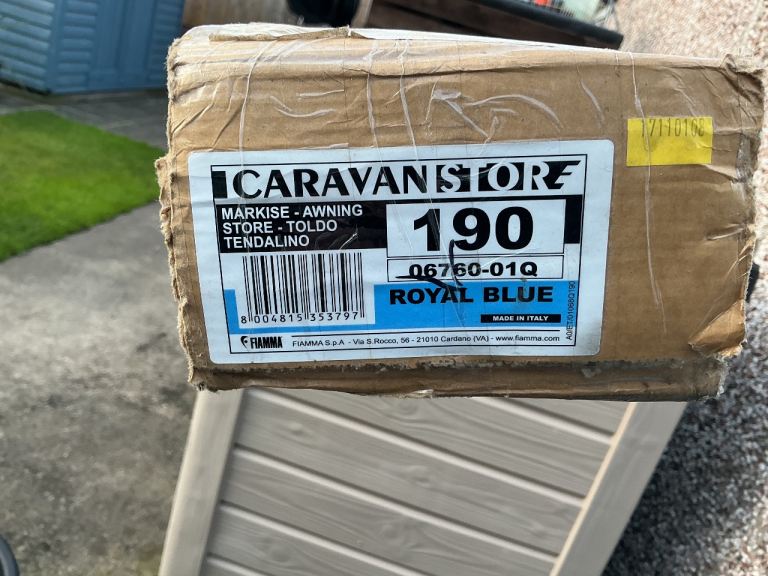 17110108
CARAVANSTORE
MARKISE - AWNING
STORE - TOLDO
TENDALINO
190
06760-01Q
ROYAL BLUE
8 004815 353797
MADE IN ITALY
FIAMMA
FIAMMA S.p.A - Via S.Rocco, 56 - 21010 Cardano (VA) - www.fiamma.com